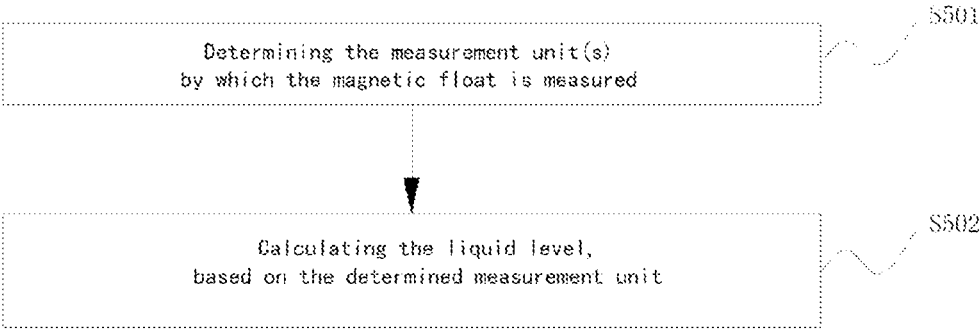 S501
Determining the measurement unit(s)
by which the magnetic float is measured
S502
Calculating the liquid level,
based on the determined measurement unit